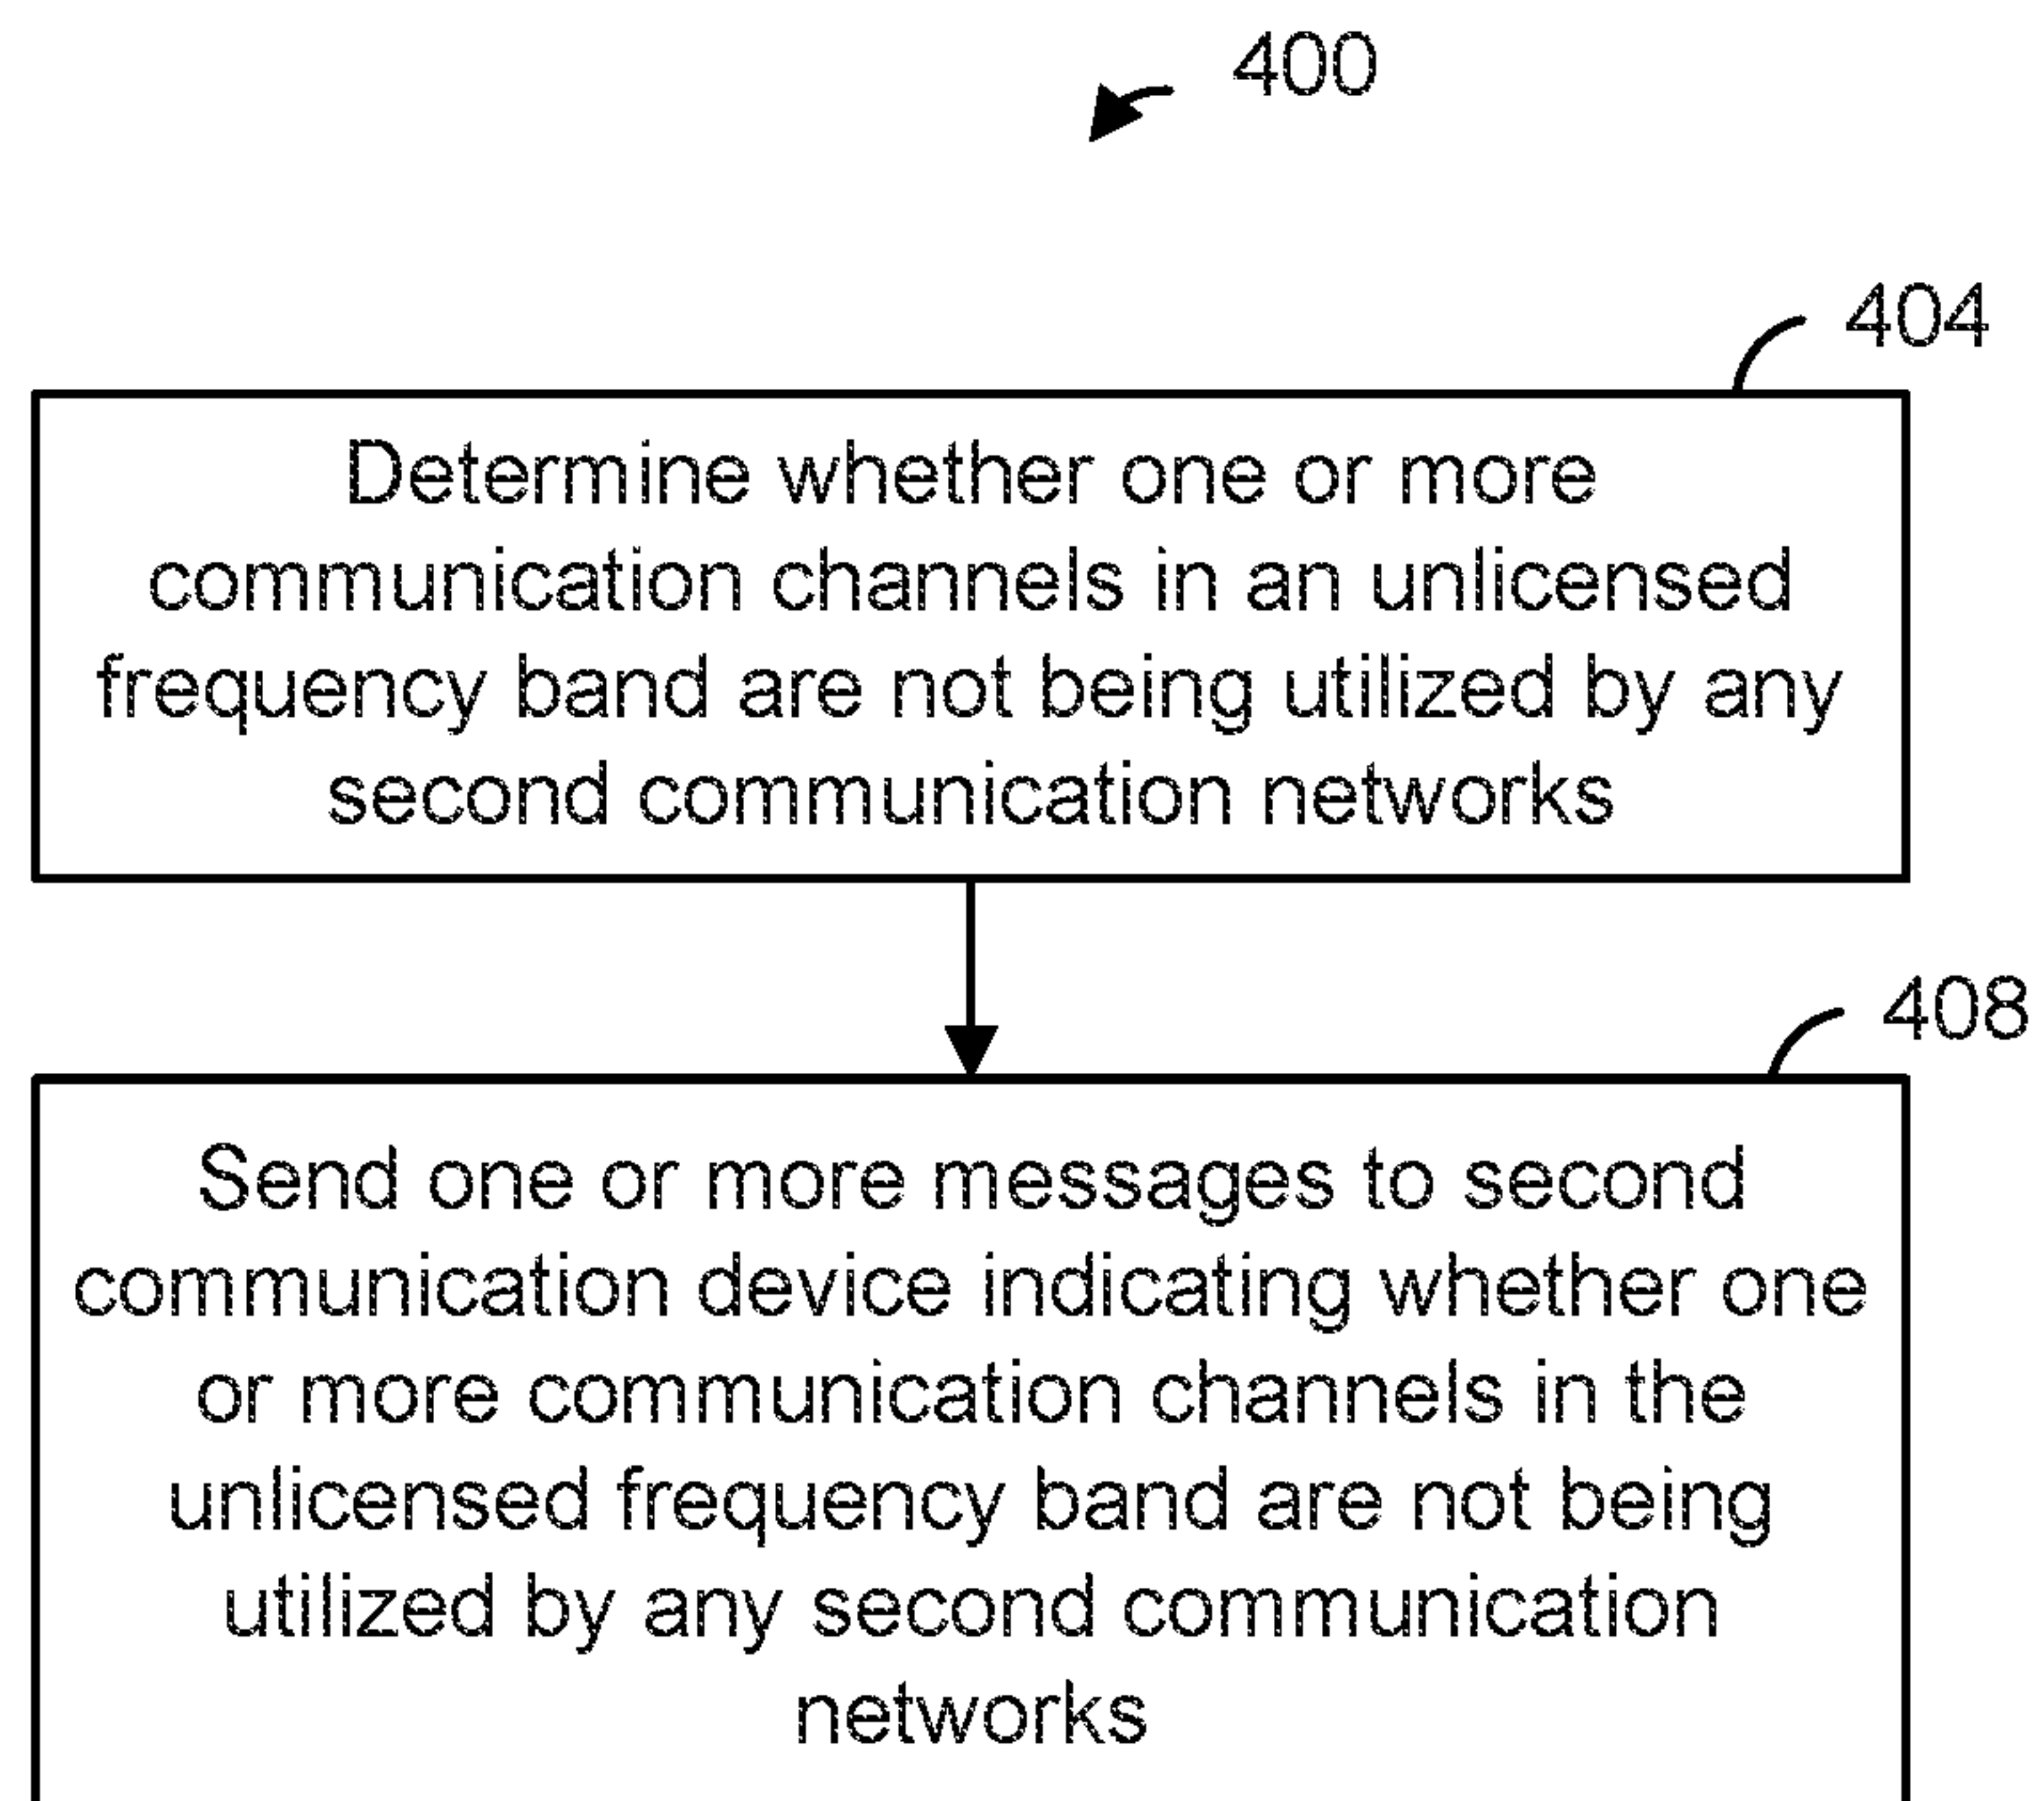 400
404
Determine whether one or more
communication channels in an unlicensed
frequency band are not being utilized by any
second communication networks
408
Send one or more messages to second
communication device indicating whether one
or more communication channels in the
unlicensed frequency band are not being
utilized by any second communication
networks